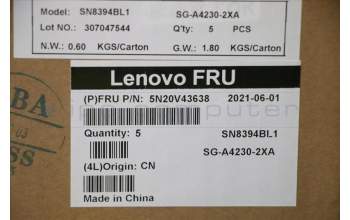 Model: SN8394BL1 SG-A4230-2XA
Lot NO.: 307047544 Q'ty: 5 PCS
N.W.: 0.60 KGS/Carton G.W.: 1.80 KGS/Carton
Lenovo FRU
(P)FRU P/N: 5N20V43638 2021-06-01
Quantity: 5 SN8394BL1
SG-A4230-2XA
(4L)Origin: CN
Made in China